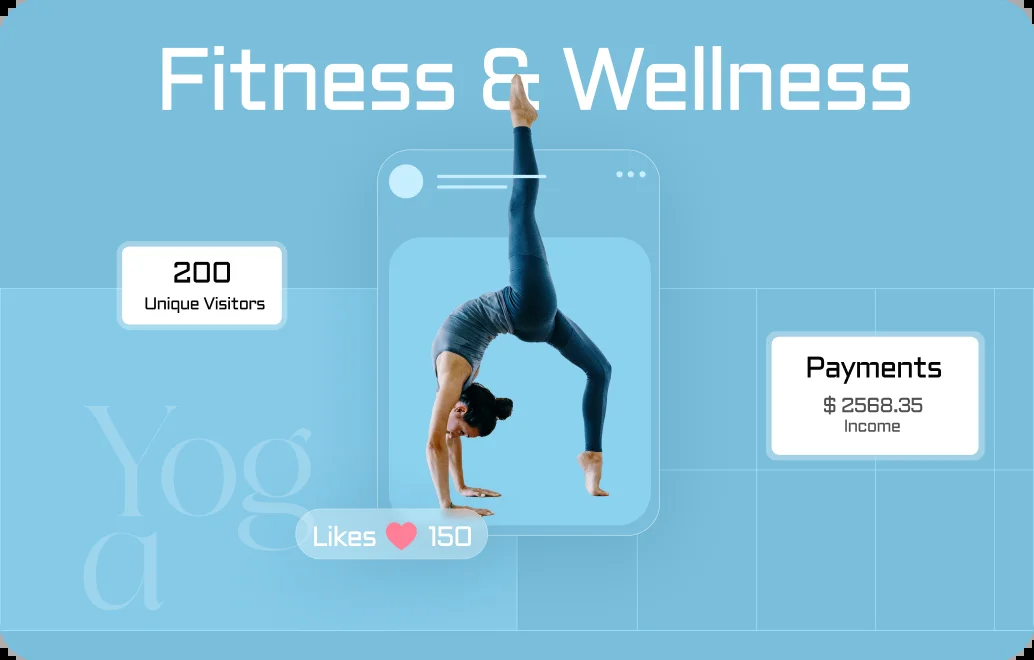 Fitness & Wellness
200
Unique Visitors
Payments
$ 2568.35
Income
Yog
a
Likes 150